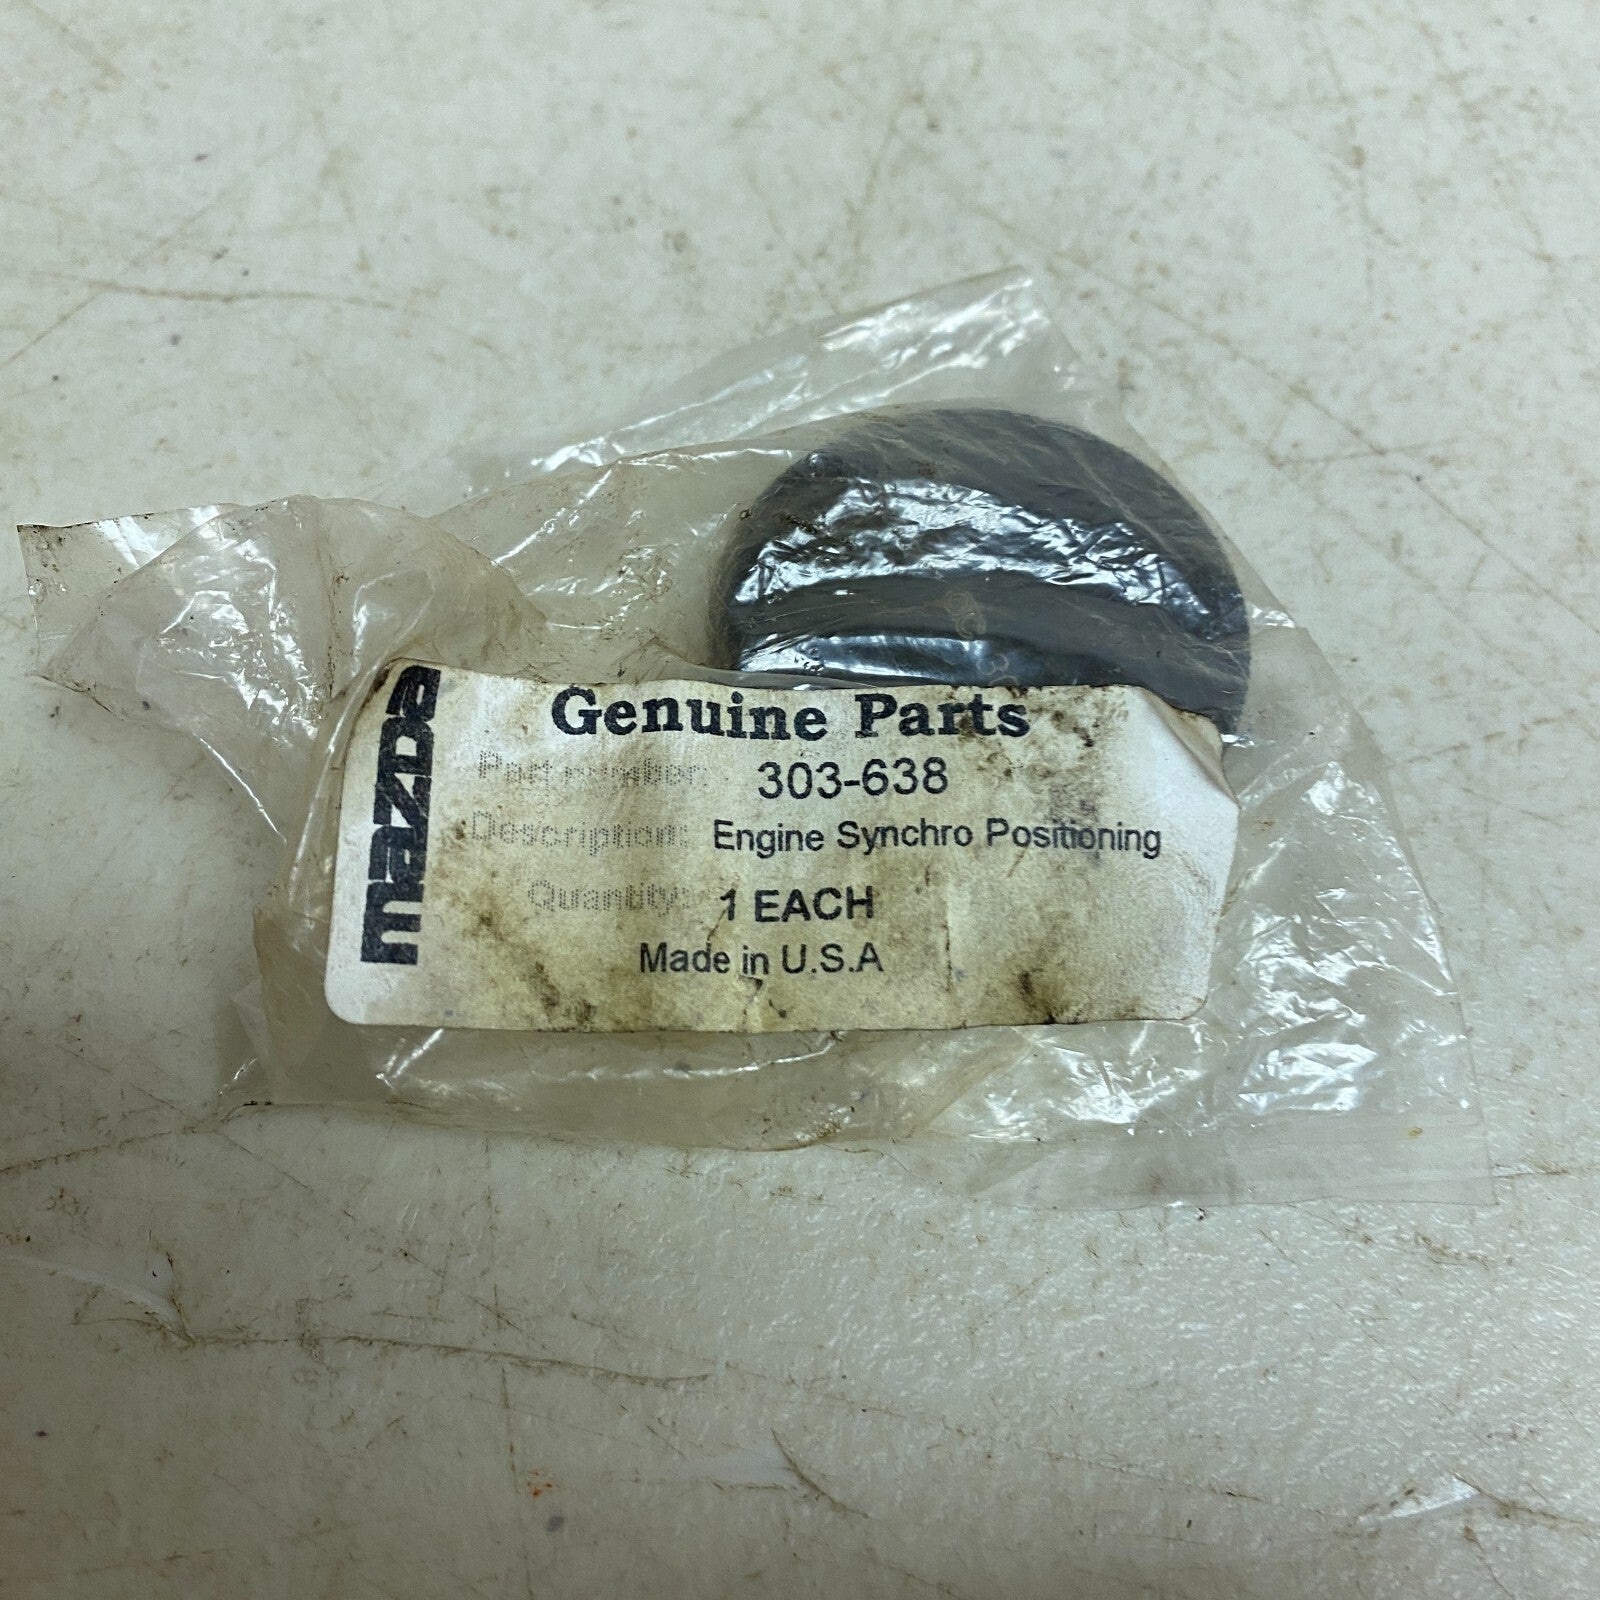 mazda
Genuine Parts
Part number: 303-638
Description: Engine Synchro Positioning
Quantity: 1 EACH
Made in U.S.A